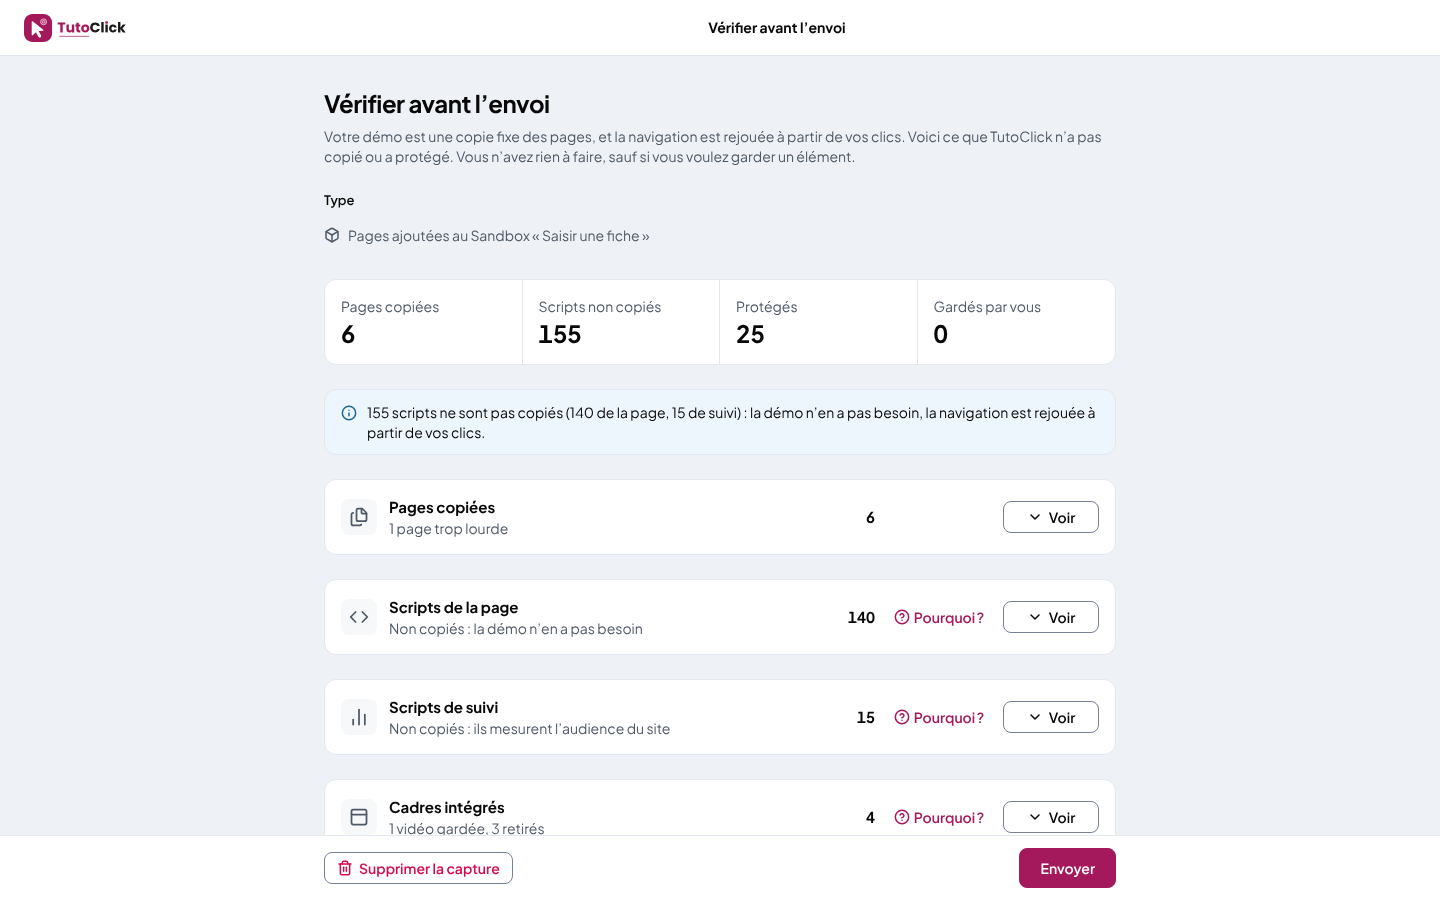 TutoClick
Vérifier avant l’envoi
Vérifier avant l’envoi
Votre démo est une copie fixe des pages, et la navigation est rejouée à partir de vos clics. Voici ce que TutoClick n’a pas
copié ou a protégé. Vous n’avez rien à faire, sauf si vous voulez garder un élément.
Type
Pages ajoutées au Sandbox « Saisir une fiche »
Pages copiées
6
Scripts non copiés
155
Protégés
25
Gardés par vous
0
155 scripts ne sont pas copiés (140 de la page, 15 de suivi) : la démo n’en a pas besoin, la navigation est rejouée à
partir de vos clics.
Pages copiées
1 page trop lourde
6
Voir
Scripts de la page
Non copiés : la démo n’en a pas besoin
140
Pourquoi ?
Voir
Scripts de suivi
Non copiés : ils mesurent l’audience du site
15
Pourquoi ?
Voir
Cadres intégrés
1 vidéo gardée, 3 retirés
4
Pourquoi ?
Voir
Supprimer la capture
Envoyer